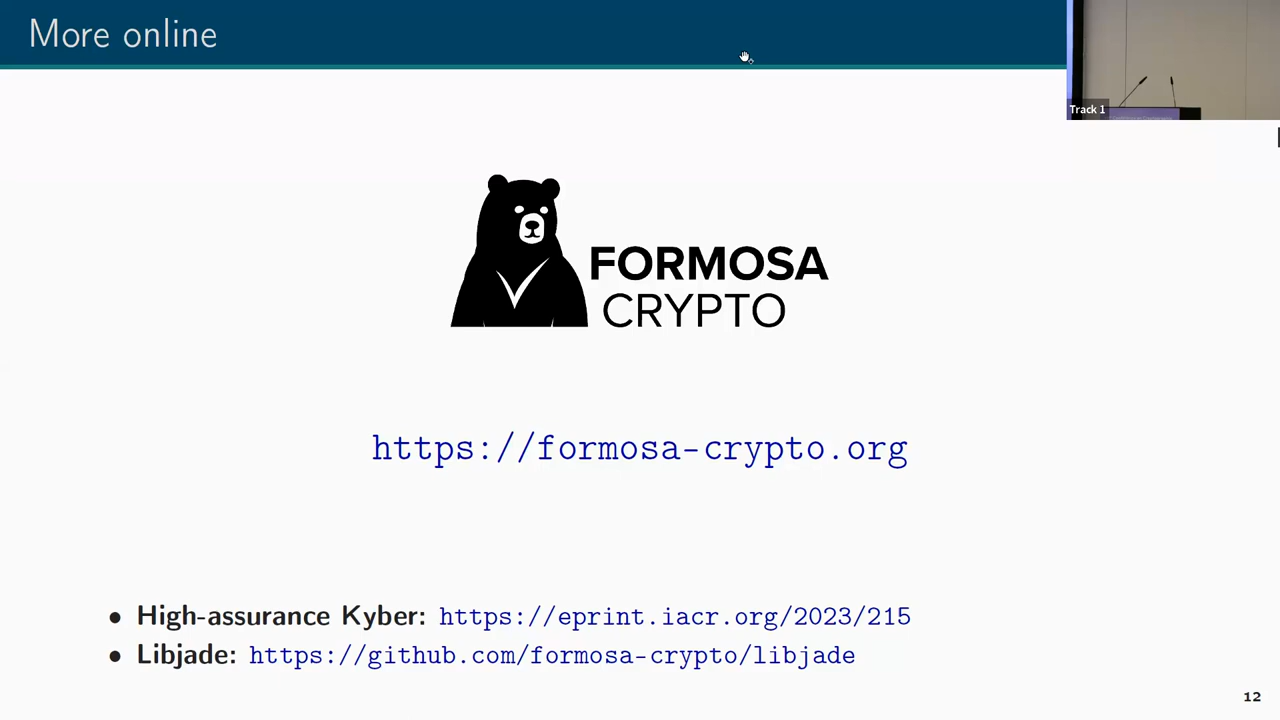 More online
Track 1
FORMOSA
CRYPTO
https://formosa-crypto.org
• High-assurance Kyber: https://eprint.iacr.org/2023/215
• Libjade: https://github.com/formosa-crypto/libjade
12